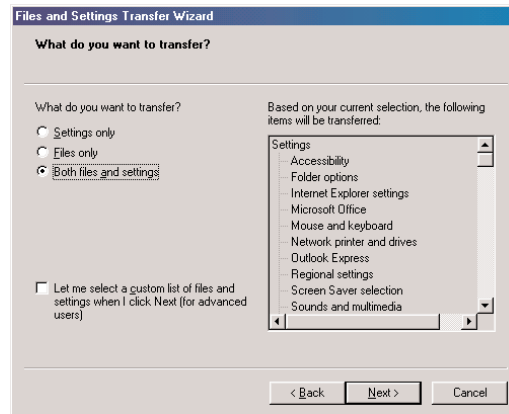 Files and Settings Transfer Wizard
What do you want to transfer?
What do you want to transfer?
Settings only
Files only
Both files and settings
Let me select a custom list of files and
settings when I click Next (for advanced
users)
Based on your current selection, the following
items will be transferred:
Settings
Accessibility
Folder options
Internet Explorer settings
Microsoft Office
Mouse and keyboard
Network printer and drives
Outlook Express
Regional settings
Screen Saver selection
Sounds and multimedia
< Back
Next >
Cancel